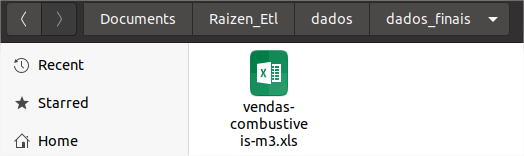 Documents Raizen_Etl dados dados_finais
Recent
Starred
Home
vendas-
combustive
is-m3.xls